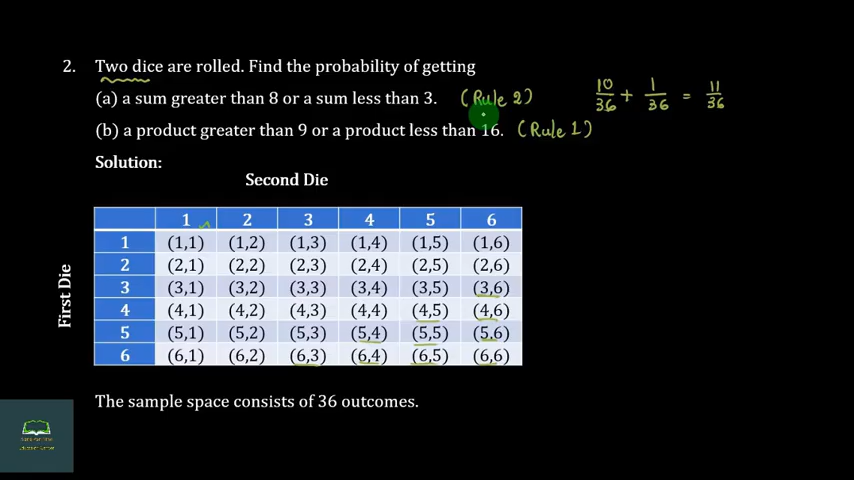 2. Two dice are rolled. Find the probability of getting
(a) a sum greater than 8 or a sum less than 3. (Rule 2) 10/36 + 1/36 = 11/36
(b) a product greater than 9 or a product less than 16. (Rule 1)
Solution:
Second Die
First Die
1 2 3 4 5 6
1 (1,1) (1,2) (1,3) (1,4) (1,5) (1,6)
2 (2,1) (2,2) (2,3) (2,4) (2,5) (2,6)
3 (3,1) (3,2) (3,3) (3,4) (3,5) (3,6)
4 (4,1) (4,2) (4,3) (4,4) (4,5) (4,6)
5 (5,1) (5,2) (5,3) (5,4) (5,5) (5,6)
6 (6,1) (6,2) (6,3) (6,4) (6,5) (6,6)
The sample space consists of 36 outcomes.